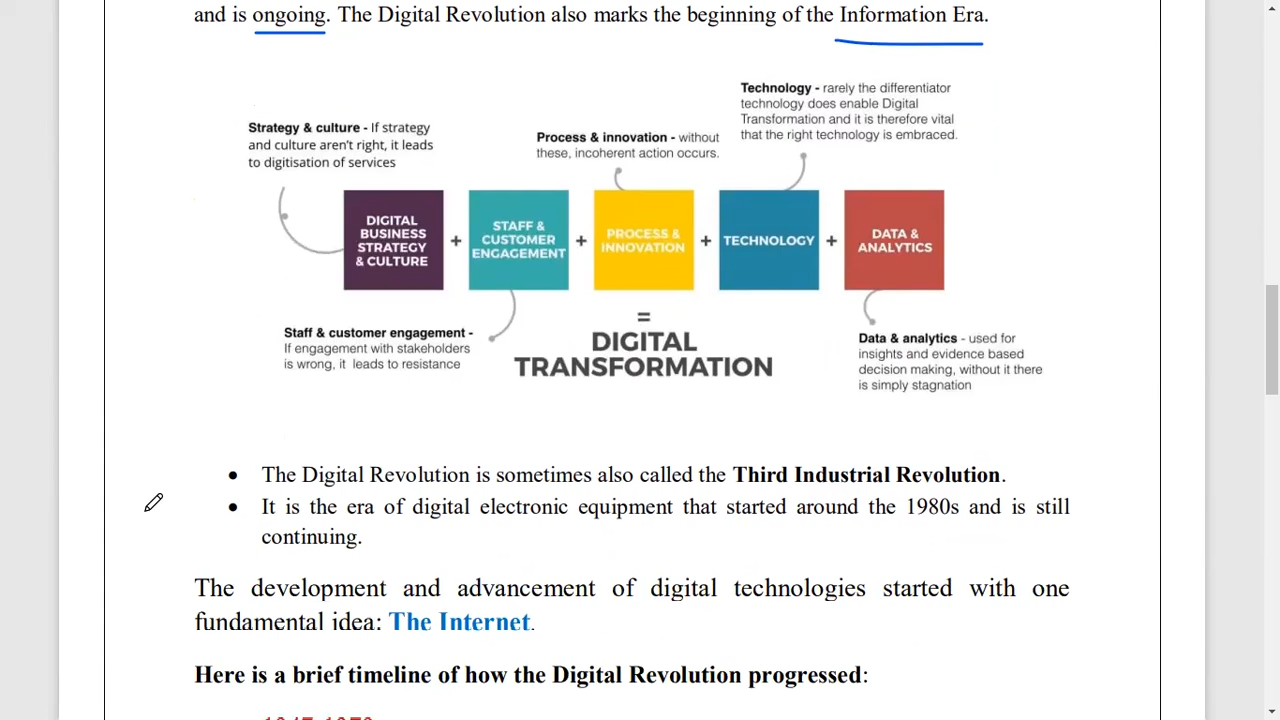 and is ongoing. The Digital Revolution also marks the beginning of the Information Era.
Technology - rarely the differentiator
technology does enable Digital
Transformation and it is therefore vital
that the right technology is embraced.
Strategy & culture - If strategy
and culture aren't right, it leads
to digitisation of services
Process & innovation - without
these, incoherent action occurs.
DIGITAL
BUSINESS
STRATEGY
& CULTURE
+
STAFF &
CUSTOMER
ENGAGEMENT
+
PROCESS &
INNOVATION
+
TECHNOLOGY
+
DATA &
ANALYTICS
=
DIGITAL
TRANSFORMATION
Staff & customer engagement -
If engagement with stakeholders
is wrong, it leads to resistance
Data & analytics - used for
insights and evidence based
decision making, without it there
is simply stagnation
• The Digital Revolution is sometimes also called the Third Industrial Revolution.
• It is the era of digital electronic equipment that started around the 1980s and is still
continuing.
The development and advancement of digital technologies started with one
fundamental idea: The Internet.
Here is a brief timeline of how the Digital Revolution progressed: